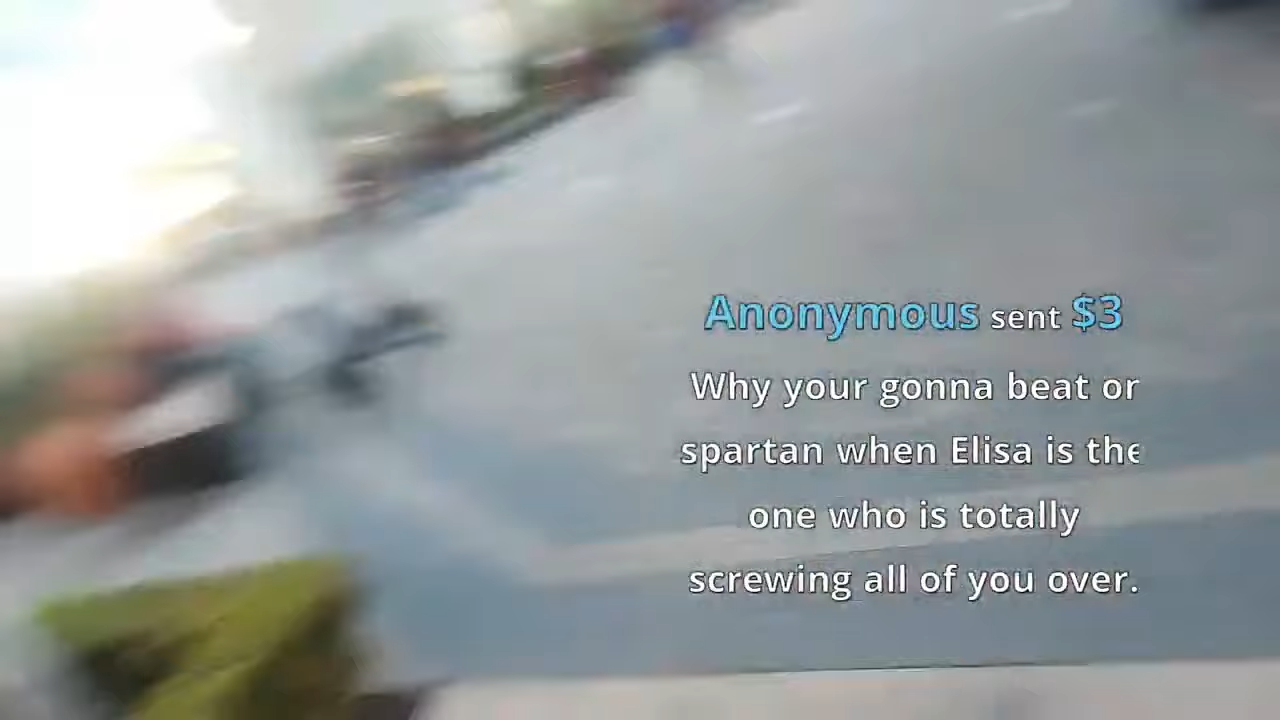 Anonymous sent $3
Why your gonna beat or
spartan when Elisa is the
one who is totally
screwing all of you over.